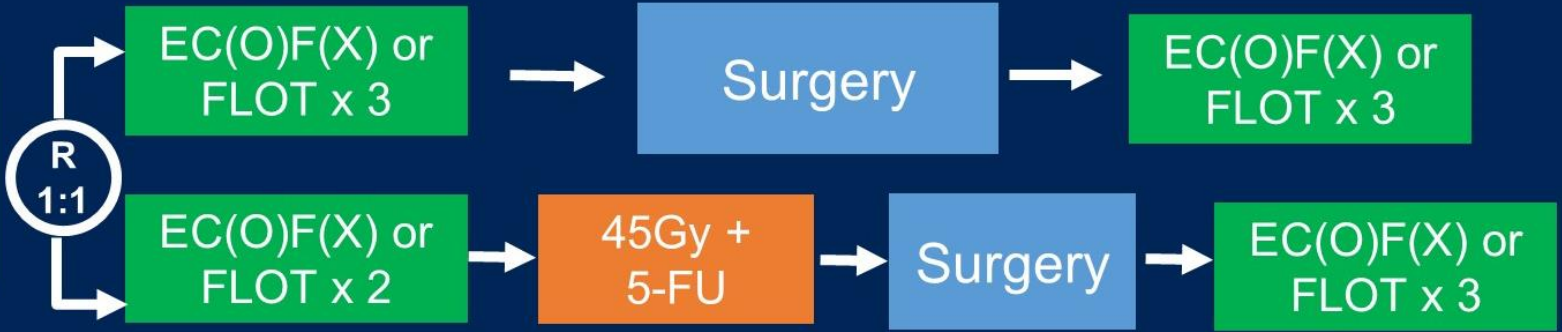 EC(O)F(X) or
FLOT x 3
Surgery
EC(O)F(X) or
FLOT x 3
R
1:1
EC(O)F(X) or
FLOT x 2
45Gy +
5-FU
Surgery
EC(O)F(X) or
FLOT x 3